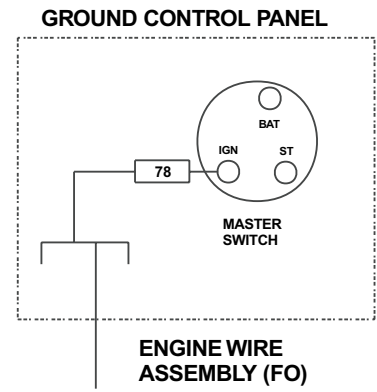 GROUND CONTROL PANEL
BAT
IGN
ST
78
MASTER
SWITCH
ENGINE WIRE
ASSEMBLY (FO)